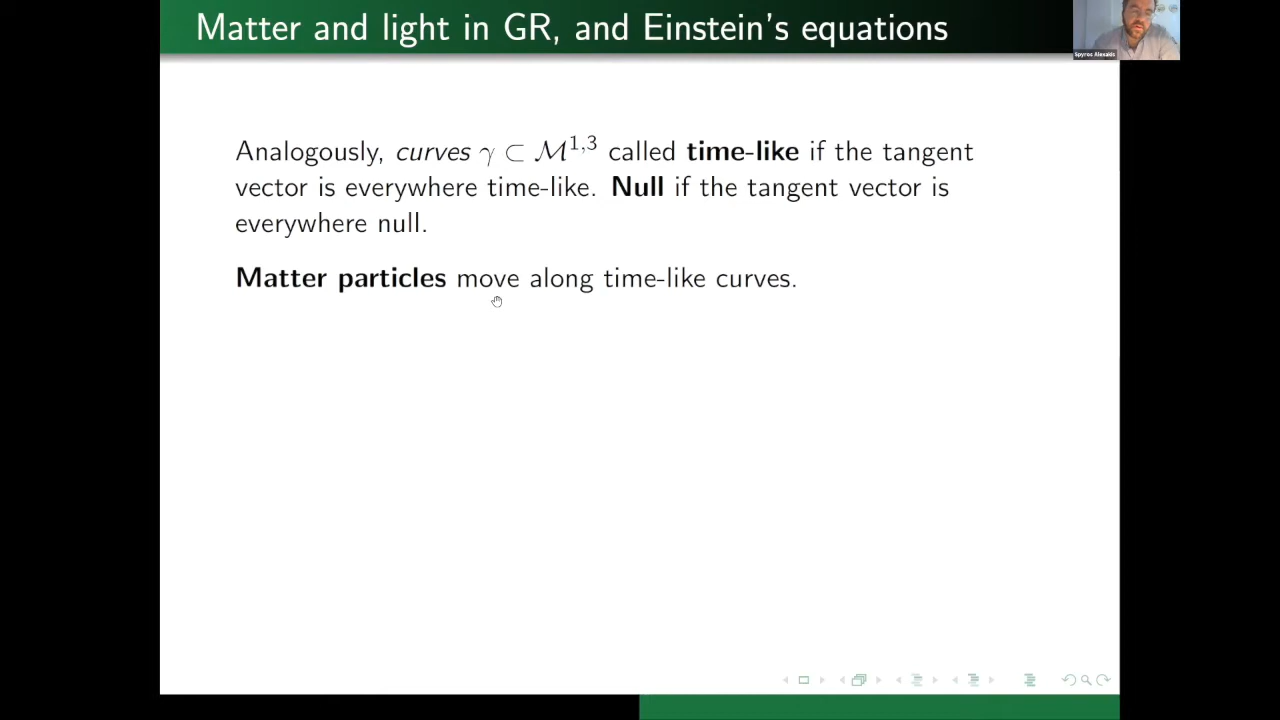 Matter and light in GR, and Einstein's equations
Spyros Alexakis
Analogously, curves γ ⊂ ℳ^{1,3} called time-like if the tangent
vector is everywhere time-like. Null if the tangent vector is
everywhere null.
Matter particles move along time-like curves.